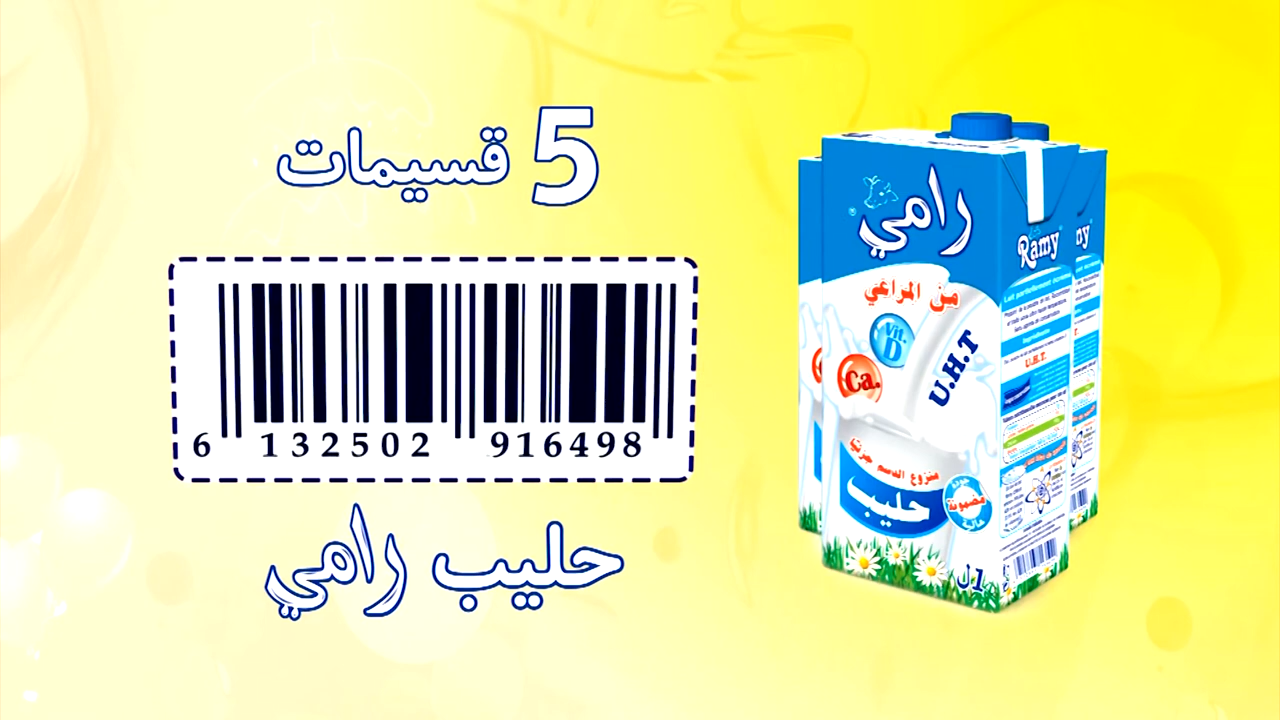 5 قسيمات
6 132502 916498
حليب رامي
رامي
من المراعي
Vit. D
Ca.
U.H.T
منزوع الدسم جزئيا
حليب
جودة
مضمونة
عالية
1 ل
Ramy
U.H.T.